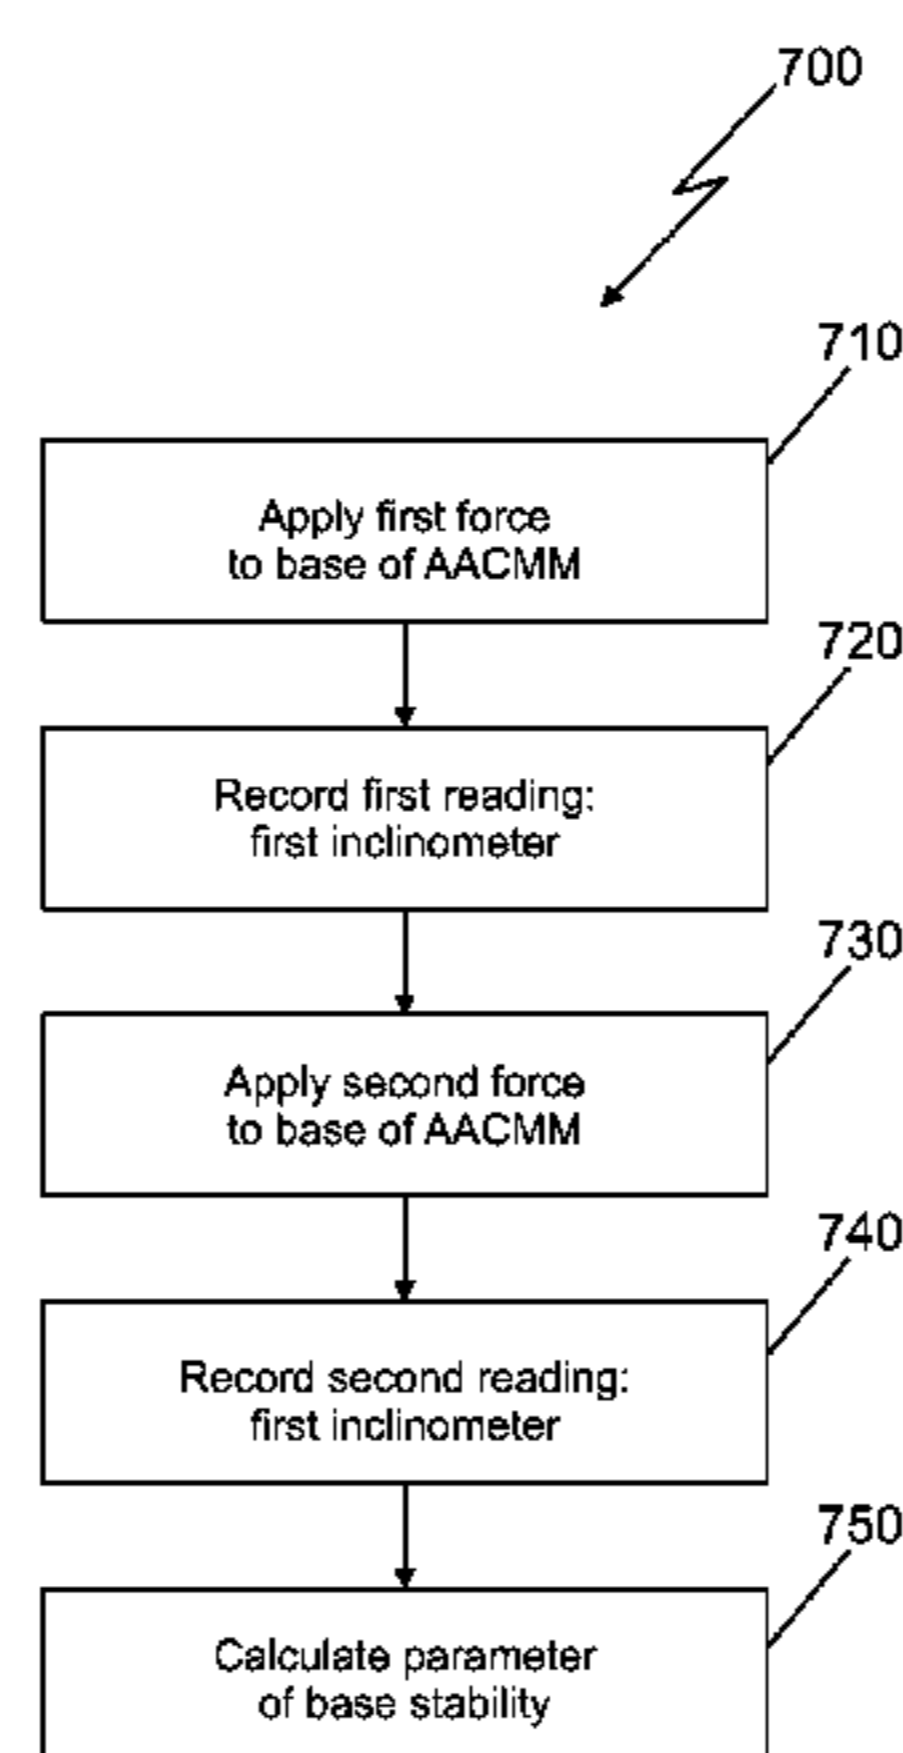 700
710
Apply first force
to base of AACMM
720
Record first reading:
first inclinometer
730
Apply second force
to base of AACMM
740
Record second reading:
first inclinometer
750
Calculate parameter
of base stability